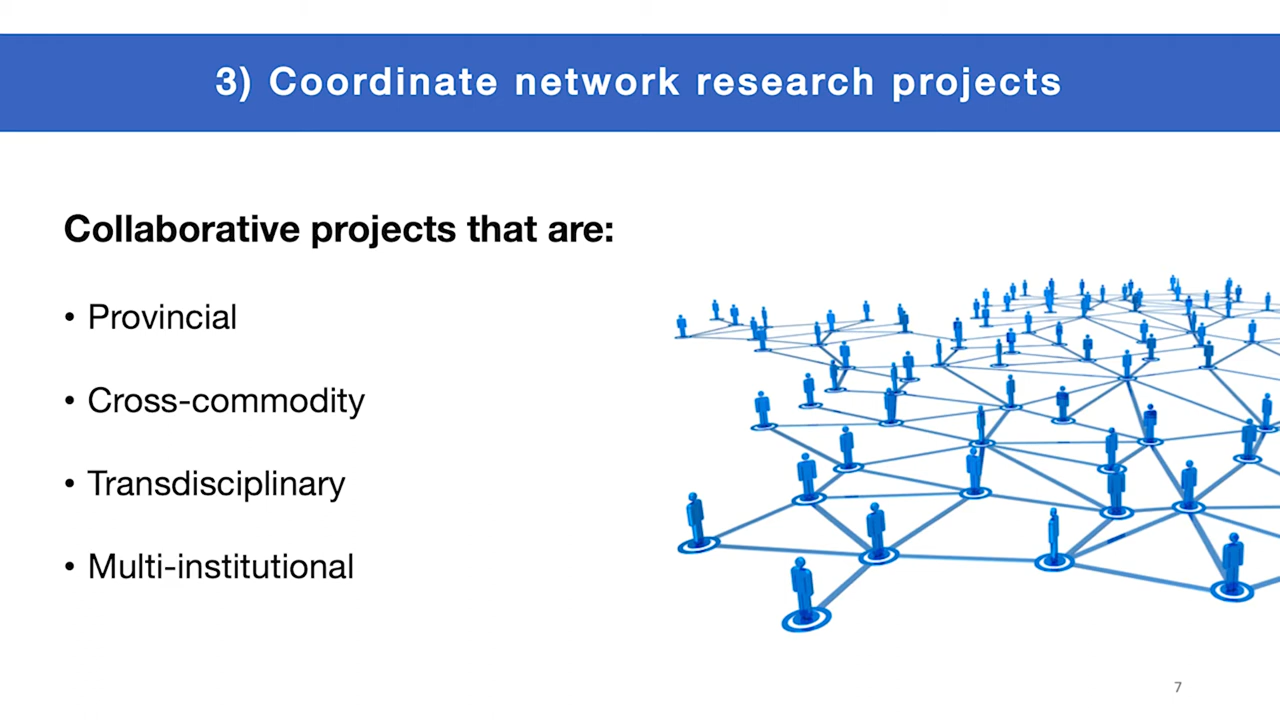 3) Coordinate network research projects
Collaborative projects that are:
• Provincial
• Cross-commodity
• Transdisciplinary
• Multi-institutional
7